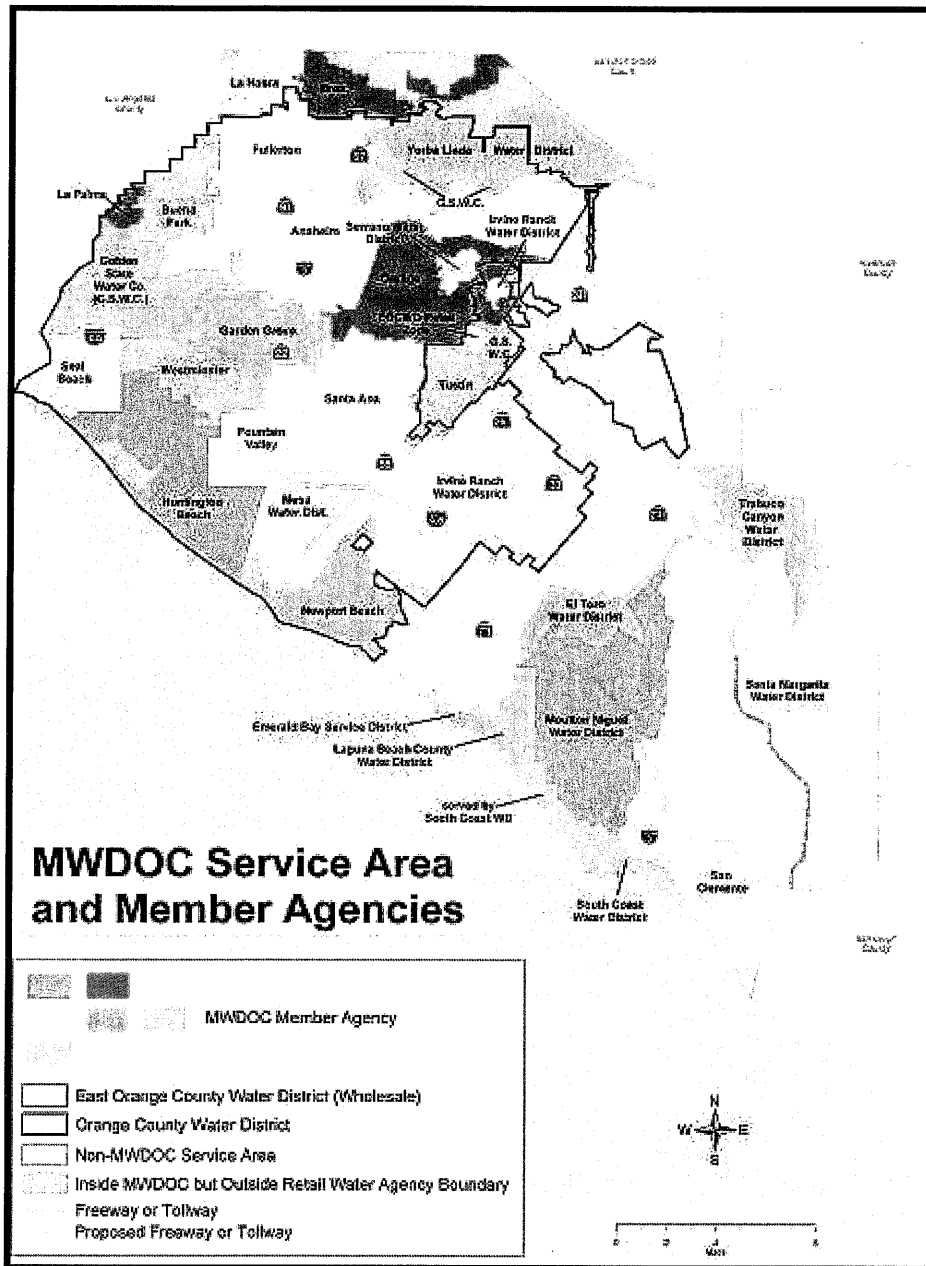 La Habra
Fullerton
Yorba Linda Water District
La Palma
Buena
Park
G.S.W.C.
Anaheim
Serrano Water
District
Irvine Ranch
Water District
Golden
State
Water Co.
(G.S.W.C.)
Garden Grove
G.S.
W.C.
Seal
Beach
Westminster
Tustin
Santa Ana
Fountain
Valley
Huntington
Beach
Mesa
Water Dist.
Irvine Ranch
Water District
Trabuco
Canyon
Water
District
Newport Beach
El Toro
Water District
Santa Margarita
Water District
Emerald Bay Service District
Moulton Niguel
Water District
Laguna Beach County
Water District
served by
South Coast WD
MWDOC Service Area
and Member Agencies
San
Clemente
South Coast
Water District
MWDOC Member Agency
East Orange County Water District (Wholesale)
Orange County Water District
Non-MWDOC Service Area
Inside MWDOC but Outside Retail Water Agency Boundary
Freeway or Tollway
Proposed Freeway or Tollway
N
W E
S
Miles